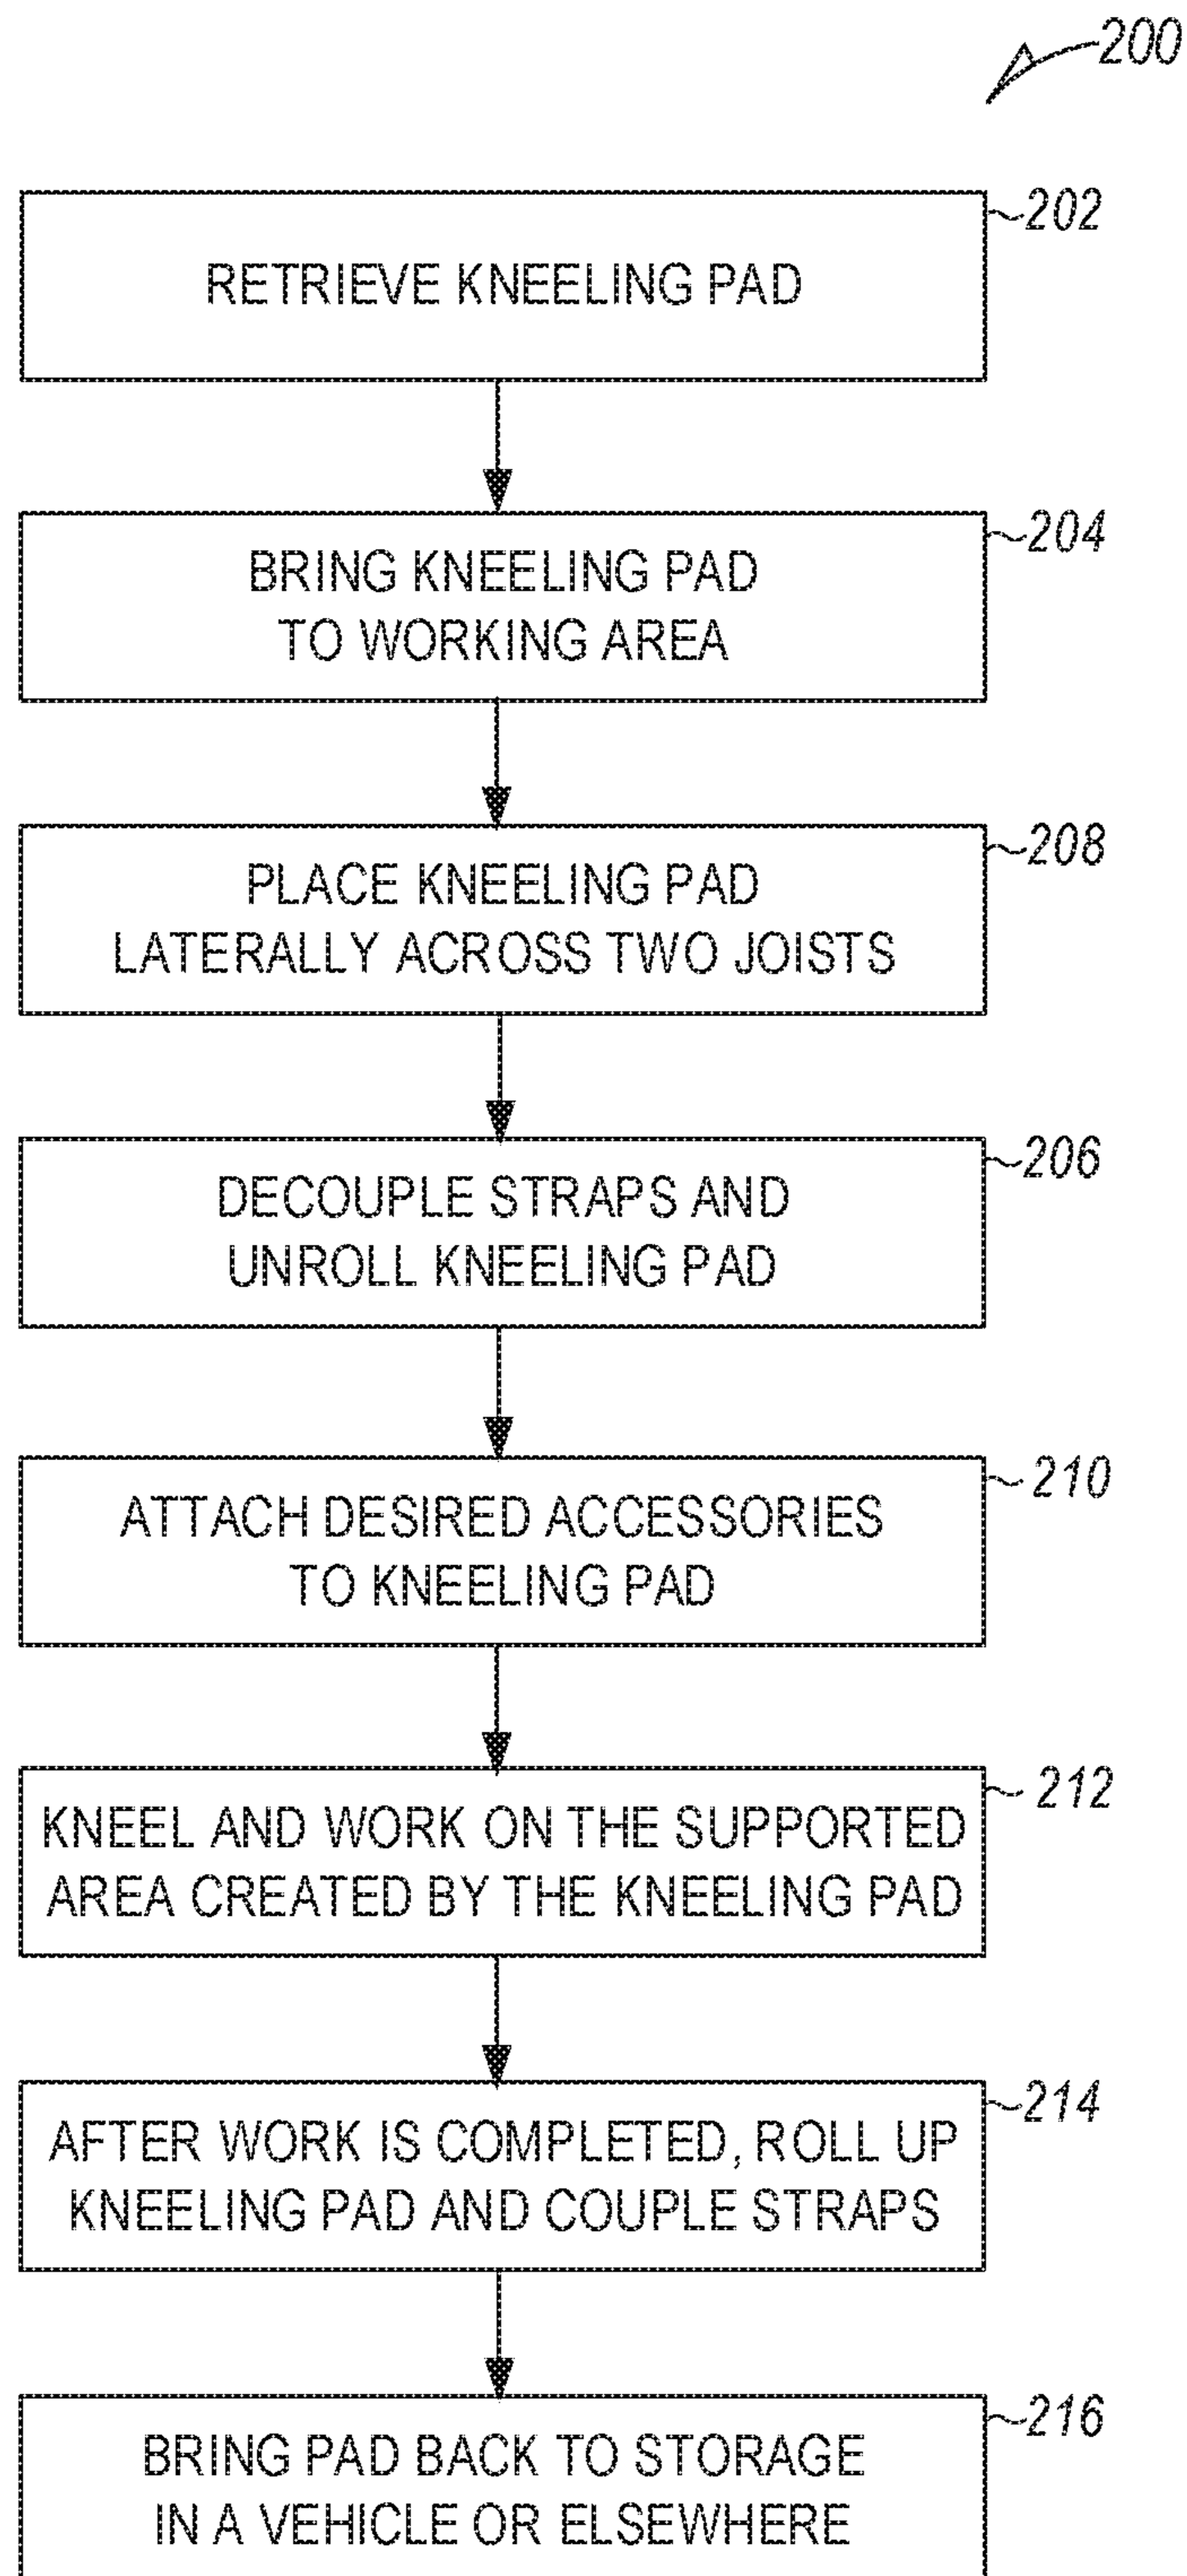 200
202
RETRIEVE KNEELING PAD
204
BRING KNEELING PAD
TO WORKING AREA
208
PLACE KNEELING PAD
LATERALLY ACROSS TWO JOISTS
206
DECOUPLE STRAPS AND
UNROLL KNEELING PAD
210
ATTACH DESIRED ACCESSORIES
TO KNEELING PAD
212
KNEEL AND WORK ON THE SUPPORTED
AREA CREATED BY THE KNEELING PAD
214
AFTER WORK IS COMPLETED, ROLL UP
KNEELING PAD AND COUPLE STRAPS
216
BRING PAD BACK TO STORAGE
IN A VEHICLE OR ELSEWHERE